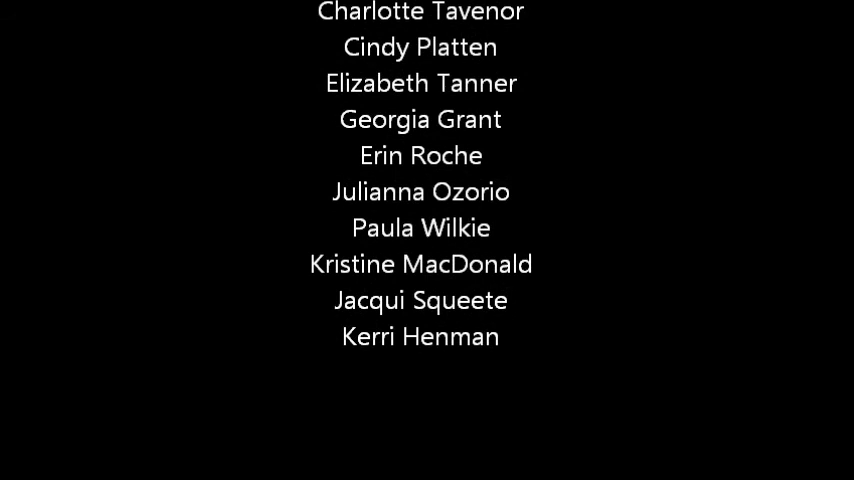 Charlotte Tavenor
Cindy Platten
Elizabeth Tanner
Georgia Grant
Erin Roche
Julianna Ozorio
Paula Wilkie
Kristine MacDonald
Jacqui Squeete
Kerri Henman